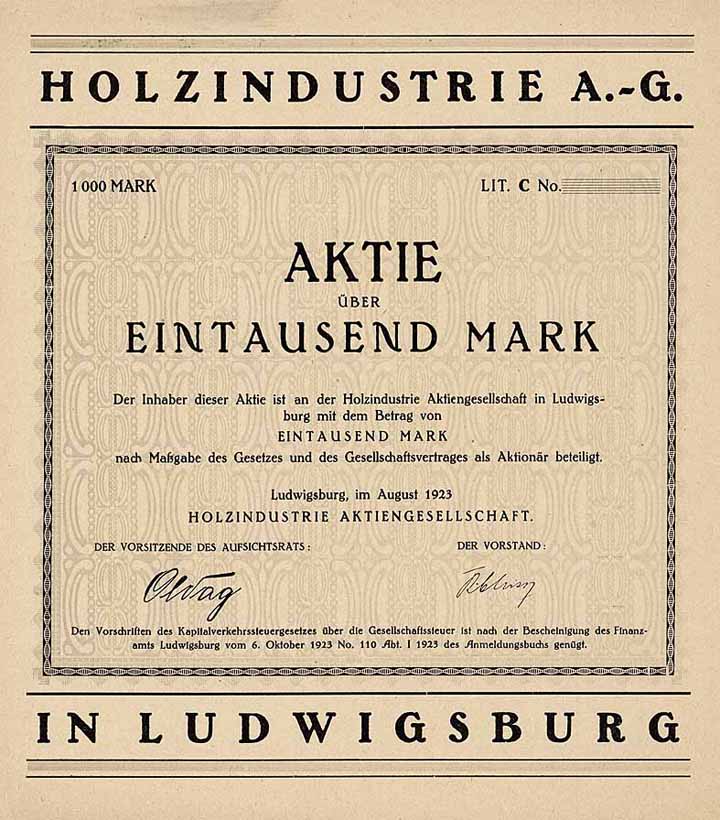 HOLZINDUSTRIE A.-G.
1000 MARK
LIT. C No.
AKTIE
ÜBER
EINTAUSEND MARK
Der Inhaber dieser Aktie ist an der Holzindustrie Aktiengesellschaft in Ludwigs-
burg mit dem Betrag von
EINTAUSEND MARK
nach Maßgabe des Gesetzes und des Gesellschaftsvertrages als Aktionär beteiligt.
Ludwigsburg, im August 1923
HOLZINDUSTRIE AKTIENGESELLSCHAFT.
DER VORSITZENDE DES AUFSICHTSRATS:
DER VORSTAND:
Den Vorschriften des Kapitalverkehrssteuergesetzes über die Gesellschaftssteuer ist nach der Bescheinigung des Finanz-
amts Ludwigsburg vom 6. Oktober 1923 No. 110 Abt. I 1923 des Anmeldungsbuchs genügt.
IN LUDWIGSBURG